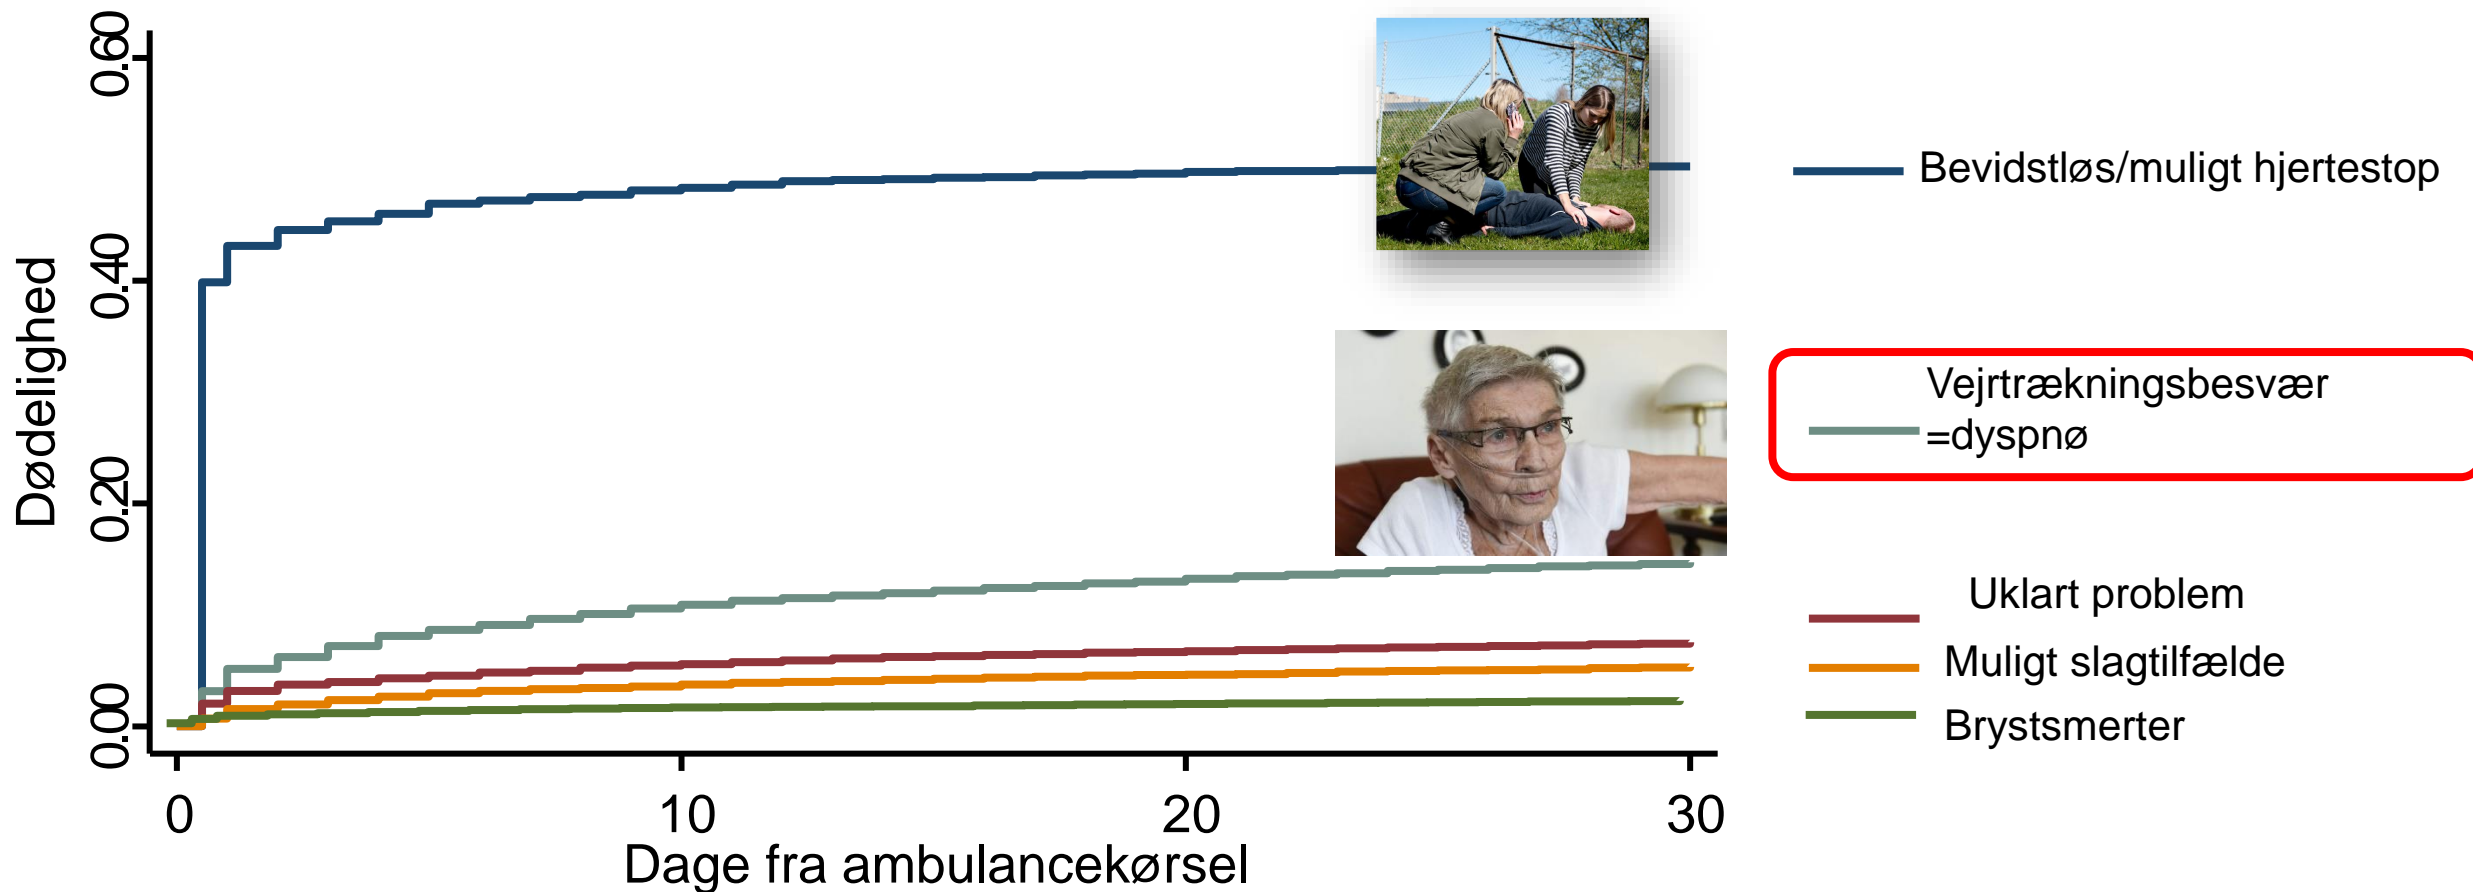 0.60
0.40
0.20
0.00
Dødelighed
0
10
20
30
Dage fra ambulancekørsel
Bevidstløs/muligt hjertestop
Vejrtrækningsbesvær
=dyspnø
Uklart problem
Muligt slagtilfælde
Brystsmerter